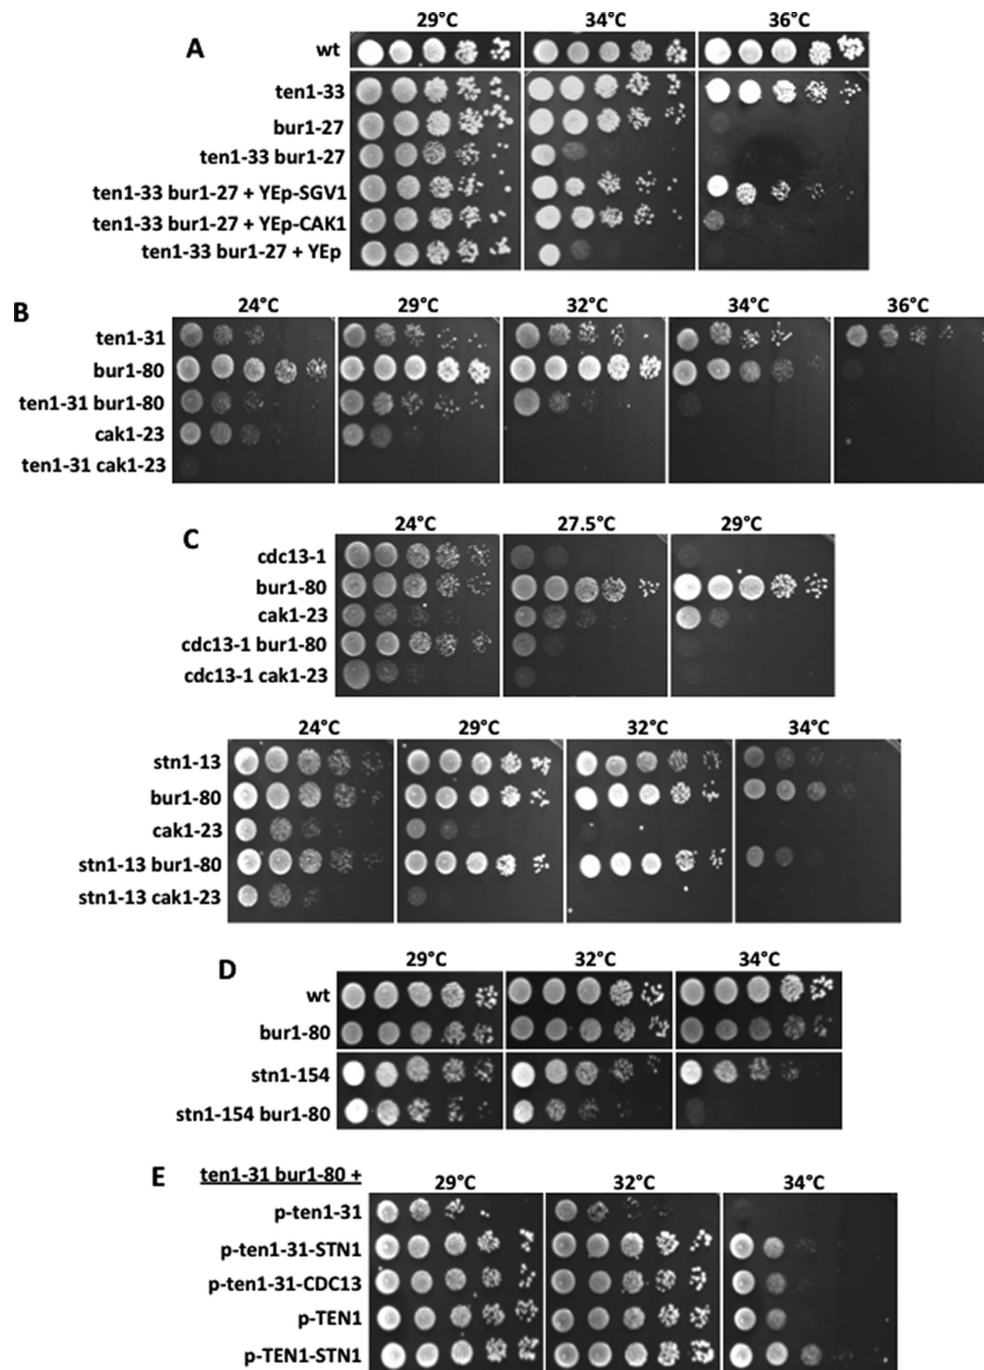 29°C 34°C 36°C
A
wt
ten1-33
bur1-27
ten1-33 bur1-27
ten1-33 bur1-27 + YEp-SGV1
ten1-33 bur1-27 + YEp-CAK1
ten1-33 bur1-27 + YEp
B
24°C 29°C 32°C 34°C 36°C
ten1-31
bur1-80
ten1-31 bur1-80
cak1-23
ten1-31 cak1-23
C
24°C 27.5°C 29°C
cdc13-1
bur1-80
cak1-23
cdc13-1 bur1-80
cdc13-1 cak1-23
24°C 29°C 32°C 34°C
stn1-13
bur1-80
cak1-23
stn1-13 bur1-80
stn1-13 cak1-23
D
29°C 32°C 34°C
wt
bur1-80
stn1-154
stn1-154 bur1-80
E
ten1-31 bur1-80 +
29°C 32°C 34°C
p-ten1-31
p-ten1-31-STN1
p-ten1-31-CDC13
p-TEN1
p-TEN1-STN1